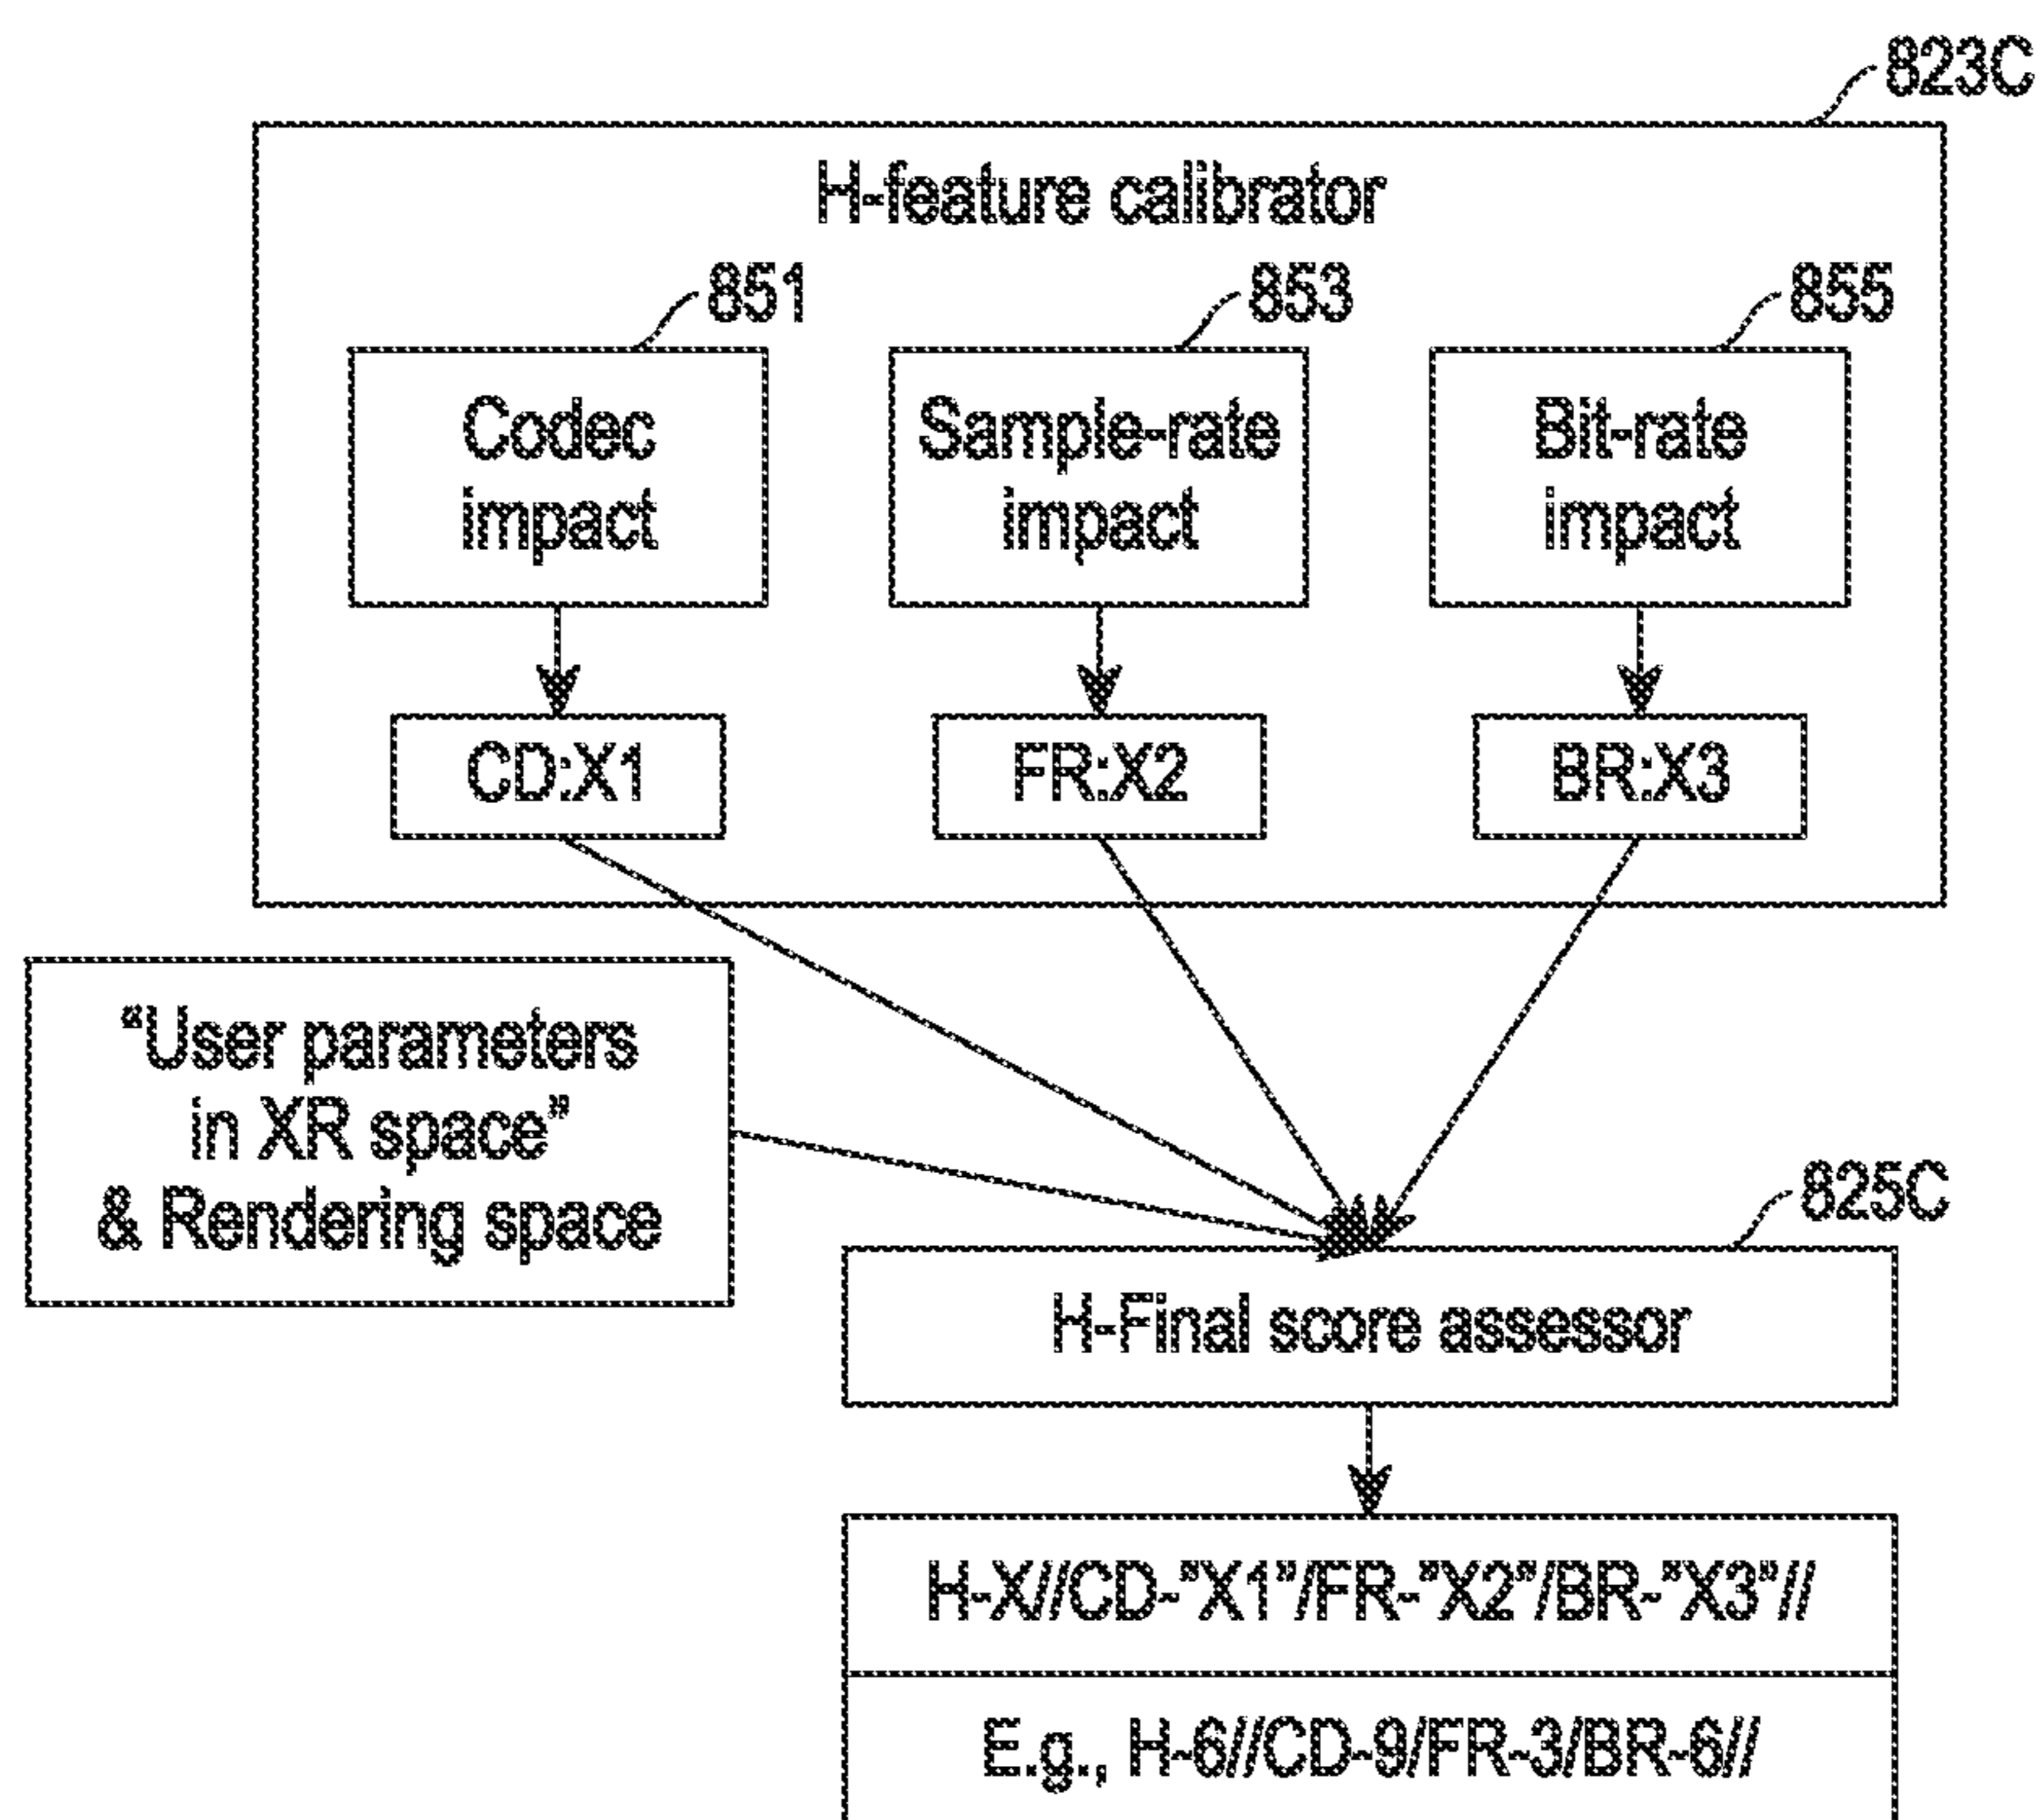 823C
H-feature calibrator
851
853
855
Codec
impact
Sample-rate
impact
Bit-rate
impact
CD:X1
FR:X2
BR:X3
“User parameters
in XR space”
& Rendering space
825C
H-Final score assessor
H-X//CD-”X1”/FR-”X2”/BR-”X3”//
E.g., H-6//CD-9/FR-3/BR-6//